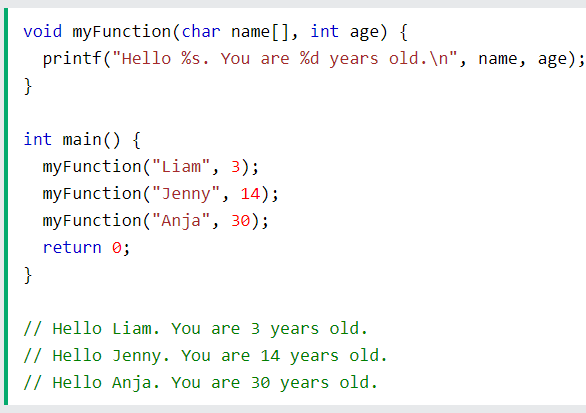 void myFunction(char name[], int age) {
  printf("Hello %s. You are %d years old.\n", name, age);
}

int main() {
  myFunction("Liam", 3);
  myFunction("Jenny", 14);
  myFunction("Anja", 30);
  return 0;
}

// Hello Liam. You are 3 years old.
// Hello Jenny. You are 14 years old.
// Hello Anja. You are 30 years old.